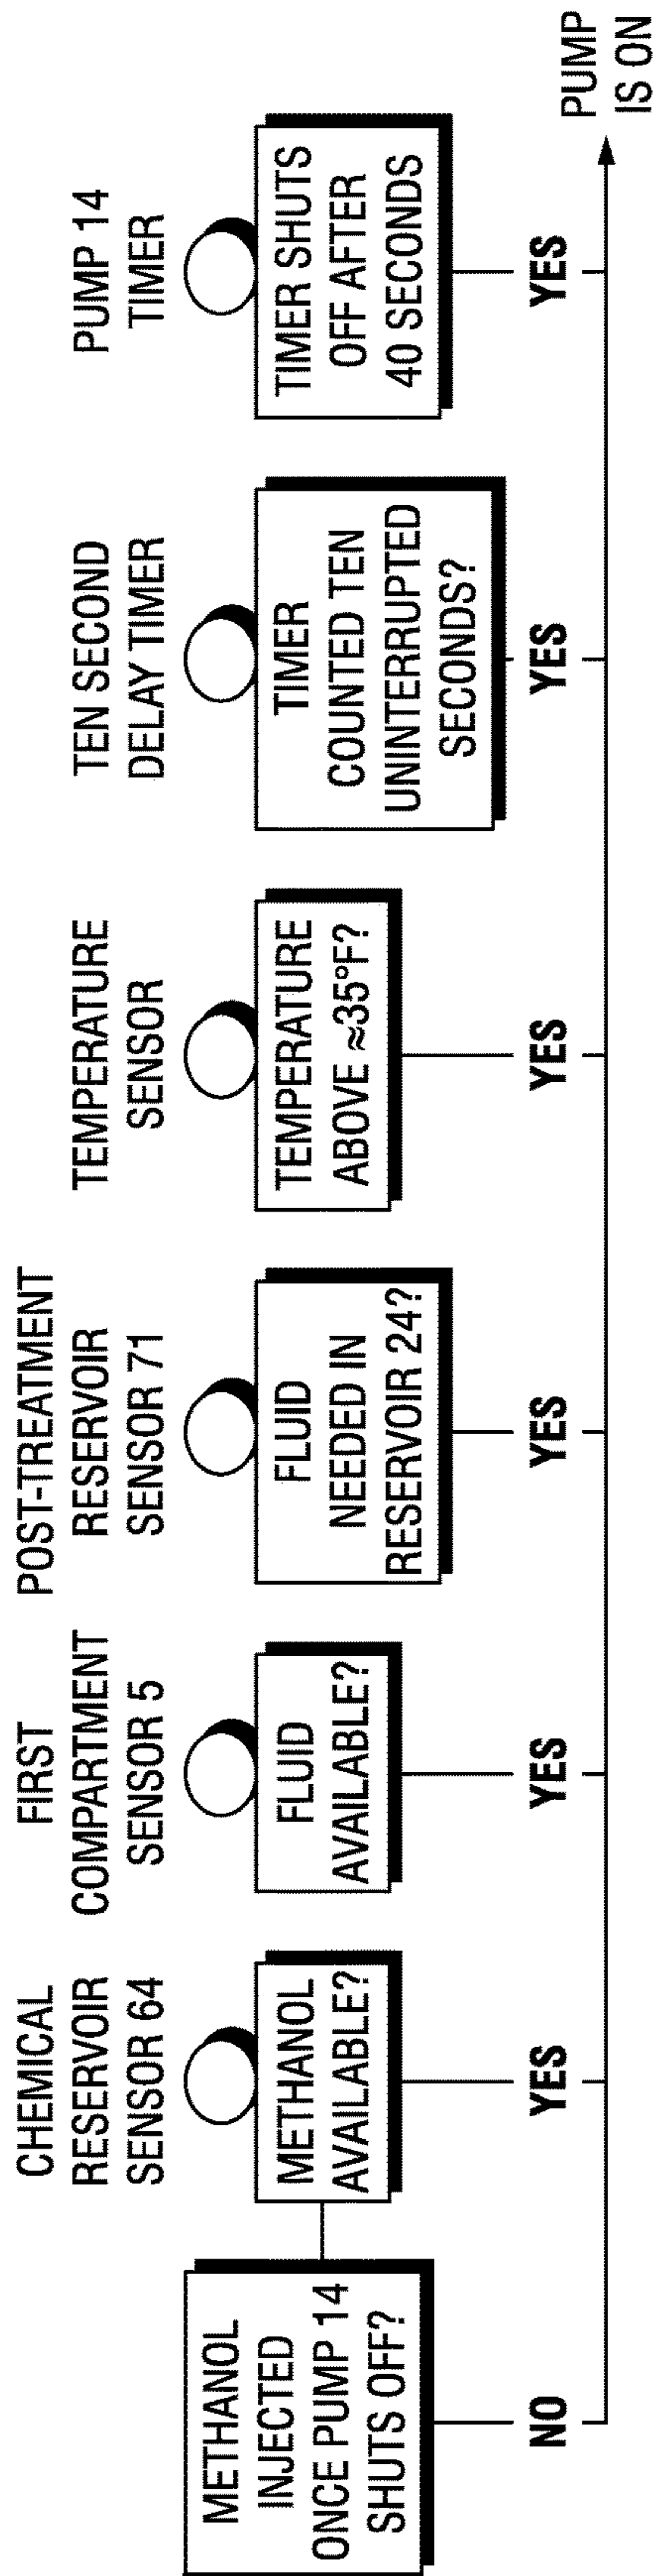 METHANOL
INJECTED
ONCE PUMP 14
SHUTS OFF?
NO
CHEMICAL
RESERVOIR
SENSOR 64
METHANOL
AVAILABLE?
YES
FIRST
COMPARTMENT
SENSOR 5
FLUID
AVAILABLE?
YES
POST-TREATMENT
RESERVOIR
SENSOR 71
FLUID
NEEDED IN
RESERVOIR 24?
YES
TEMPERATURE
SENSOR
TEMPERATURE
ABOVE ≈35°F?
YES
TEN SECOND
DELAY TIMER
TIMER
COUNTED TEN
UNINTERRUPTED
SECONDS?
YES
PUMP 14
TIMER
TIMER SHUTS
OFF AFTER
40 SECONDS
YES
PUMP
IS ON